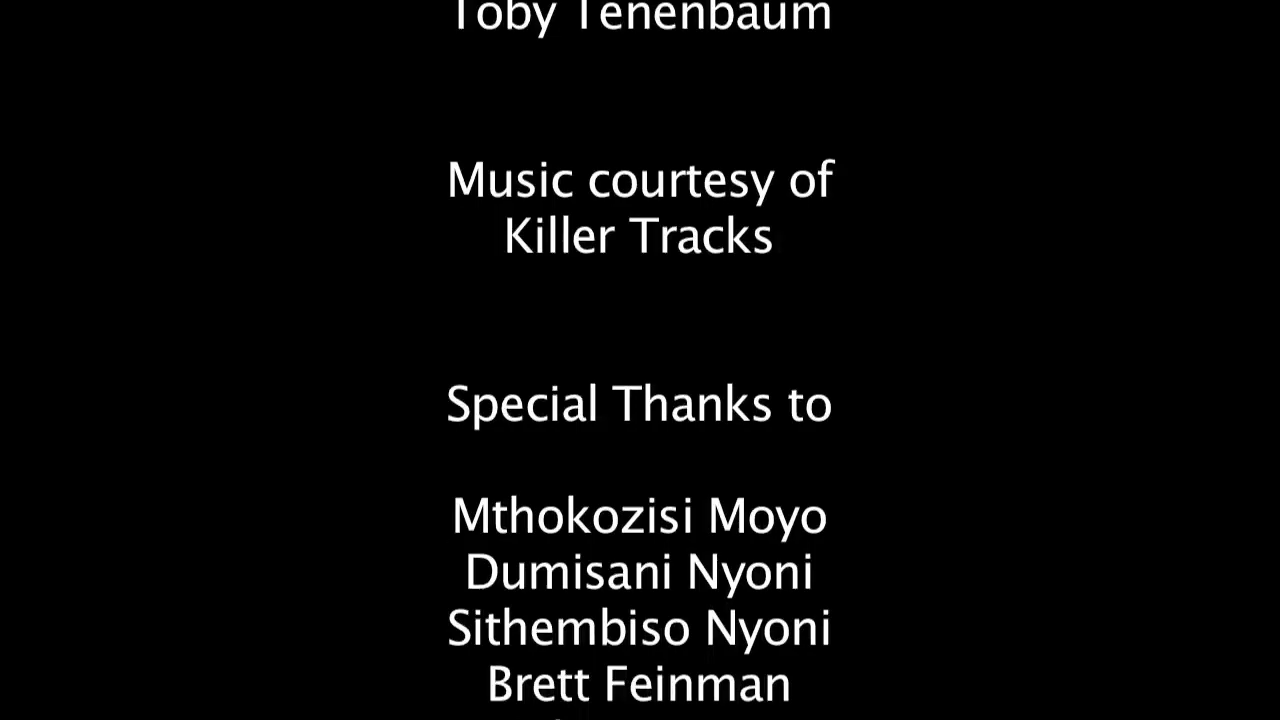 Toby Tenenbaum
Music courtesy of
Killer Tracks
Special Thanks to
Mthokozisi Moyo
Dumisani Nyoni
Sithembiso Nyoni
Brett Feinman